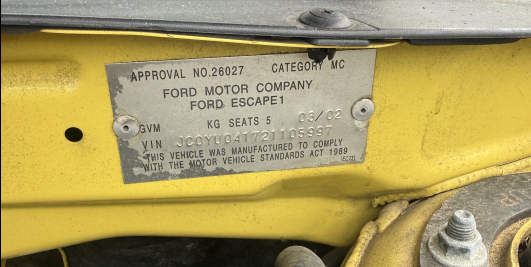 APPROVAL NO.26027 CATEGORY MC
FORD MOTOR COMPANY
FORD ESCAPE1
GVM KG SEATS 5 03/02
VIN JC0YU041721105997
THIS VEHICLE WAS MANUFACTURED TO COMPLY
WITH THE MOTOR VEHICLE STANDARDS ACT 1989